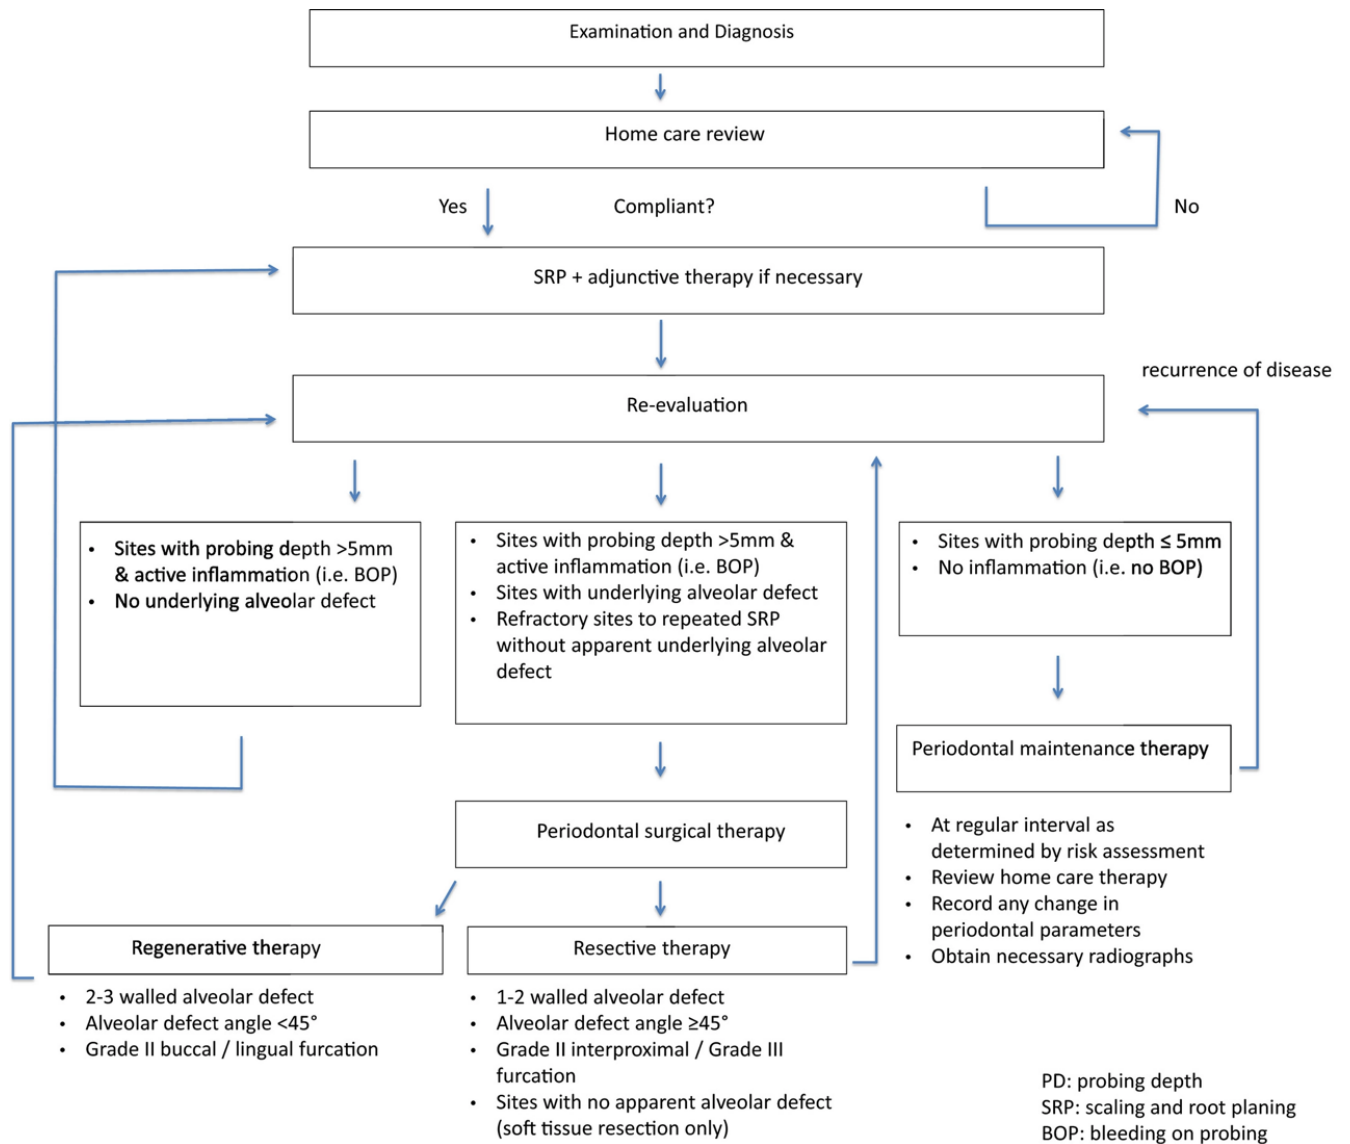 Examination and Diagnosis
Home care review
Yes
Compliant?
No
SRP + adjunctive therapy if necessary
recurrence of disease
Re-evaluation
• Sites with probing depth >5mm
& active inflammation (i.e. BOP)
• No underlying alveolar defect
• Sites with probing depth >5mm &
active inflammation (i.e. BOP)
• Sites with underlying alveolar defect
• Refractory sites to repeated SRP
without apparent underlying alveolar
defect
• Sites with probing depth ≤ 5mm
• No inflammation (i.e. no BOP)
Periodontal maintenance therapy
• At regular interval as
determined by risk assessment
• Review home care therapy
• Record any change in
periodontal parameters
• Obtain necessary radiographs
Periodontal surgical therapy
Regenerative therapy
• 2-3 walled alveolar defect
• Alveolar defect angle <45°
• Grade II buccal / lingual furcation
Resective therapy
• 1-2 walled alveolar defect
• Alveolar defect angle ≥45°
• Grade II interproximal / Grade III
furcation
• Sites with no apparent alveolar defect
(soft tissue resection only)
PD: probing depth
SRP: scaling and root planing
BOP: bleeding on probing